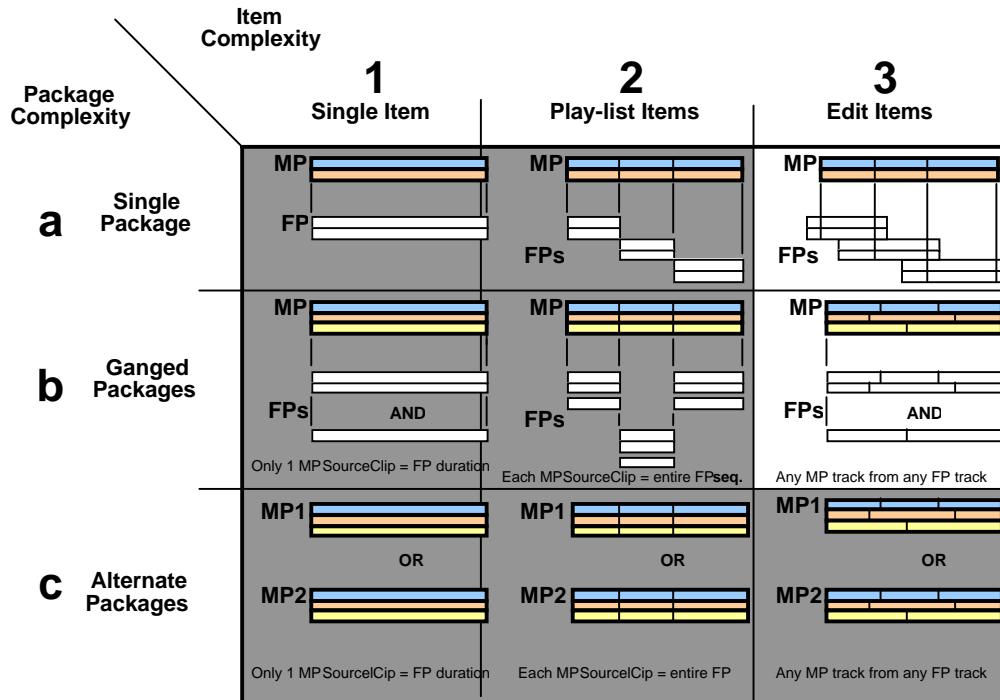 Item
Complexity
Package
Complexity
1
2
3
Single Item
Play-list Items
Edit Items
a
Single
Package
MP
FP
MP
FPs
MP
FPs
b
Ganged
Packages
MP
FPs
AND
Only 1 MPSourceClip = FP duration
MP
FPs
Each MPSourceClip = entire FPseq.
MP
FPs
AND
Any MP track from any FP track
c
Alternate
Packages
MP1
OR
MP2
Only 1 MPSourcelClip = FP duration
MP1
OR
MP2
Each MPSourcelCip = entire FP
MP1
OR
MP2
Any MP track from any FP track